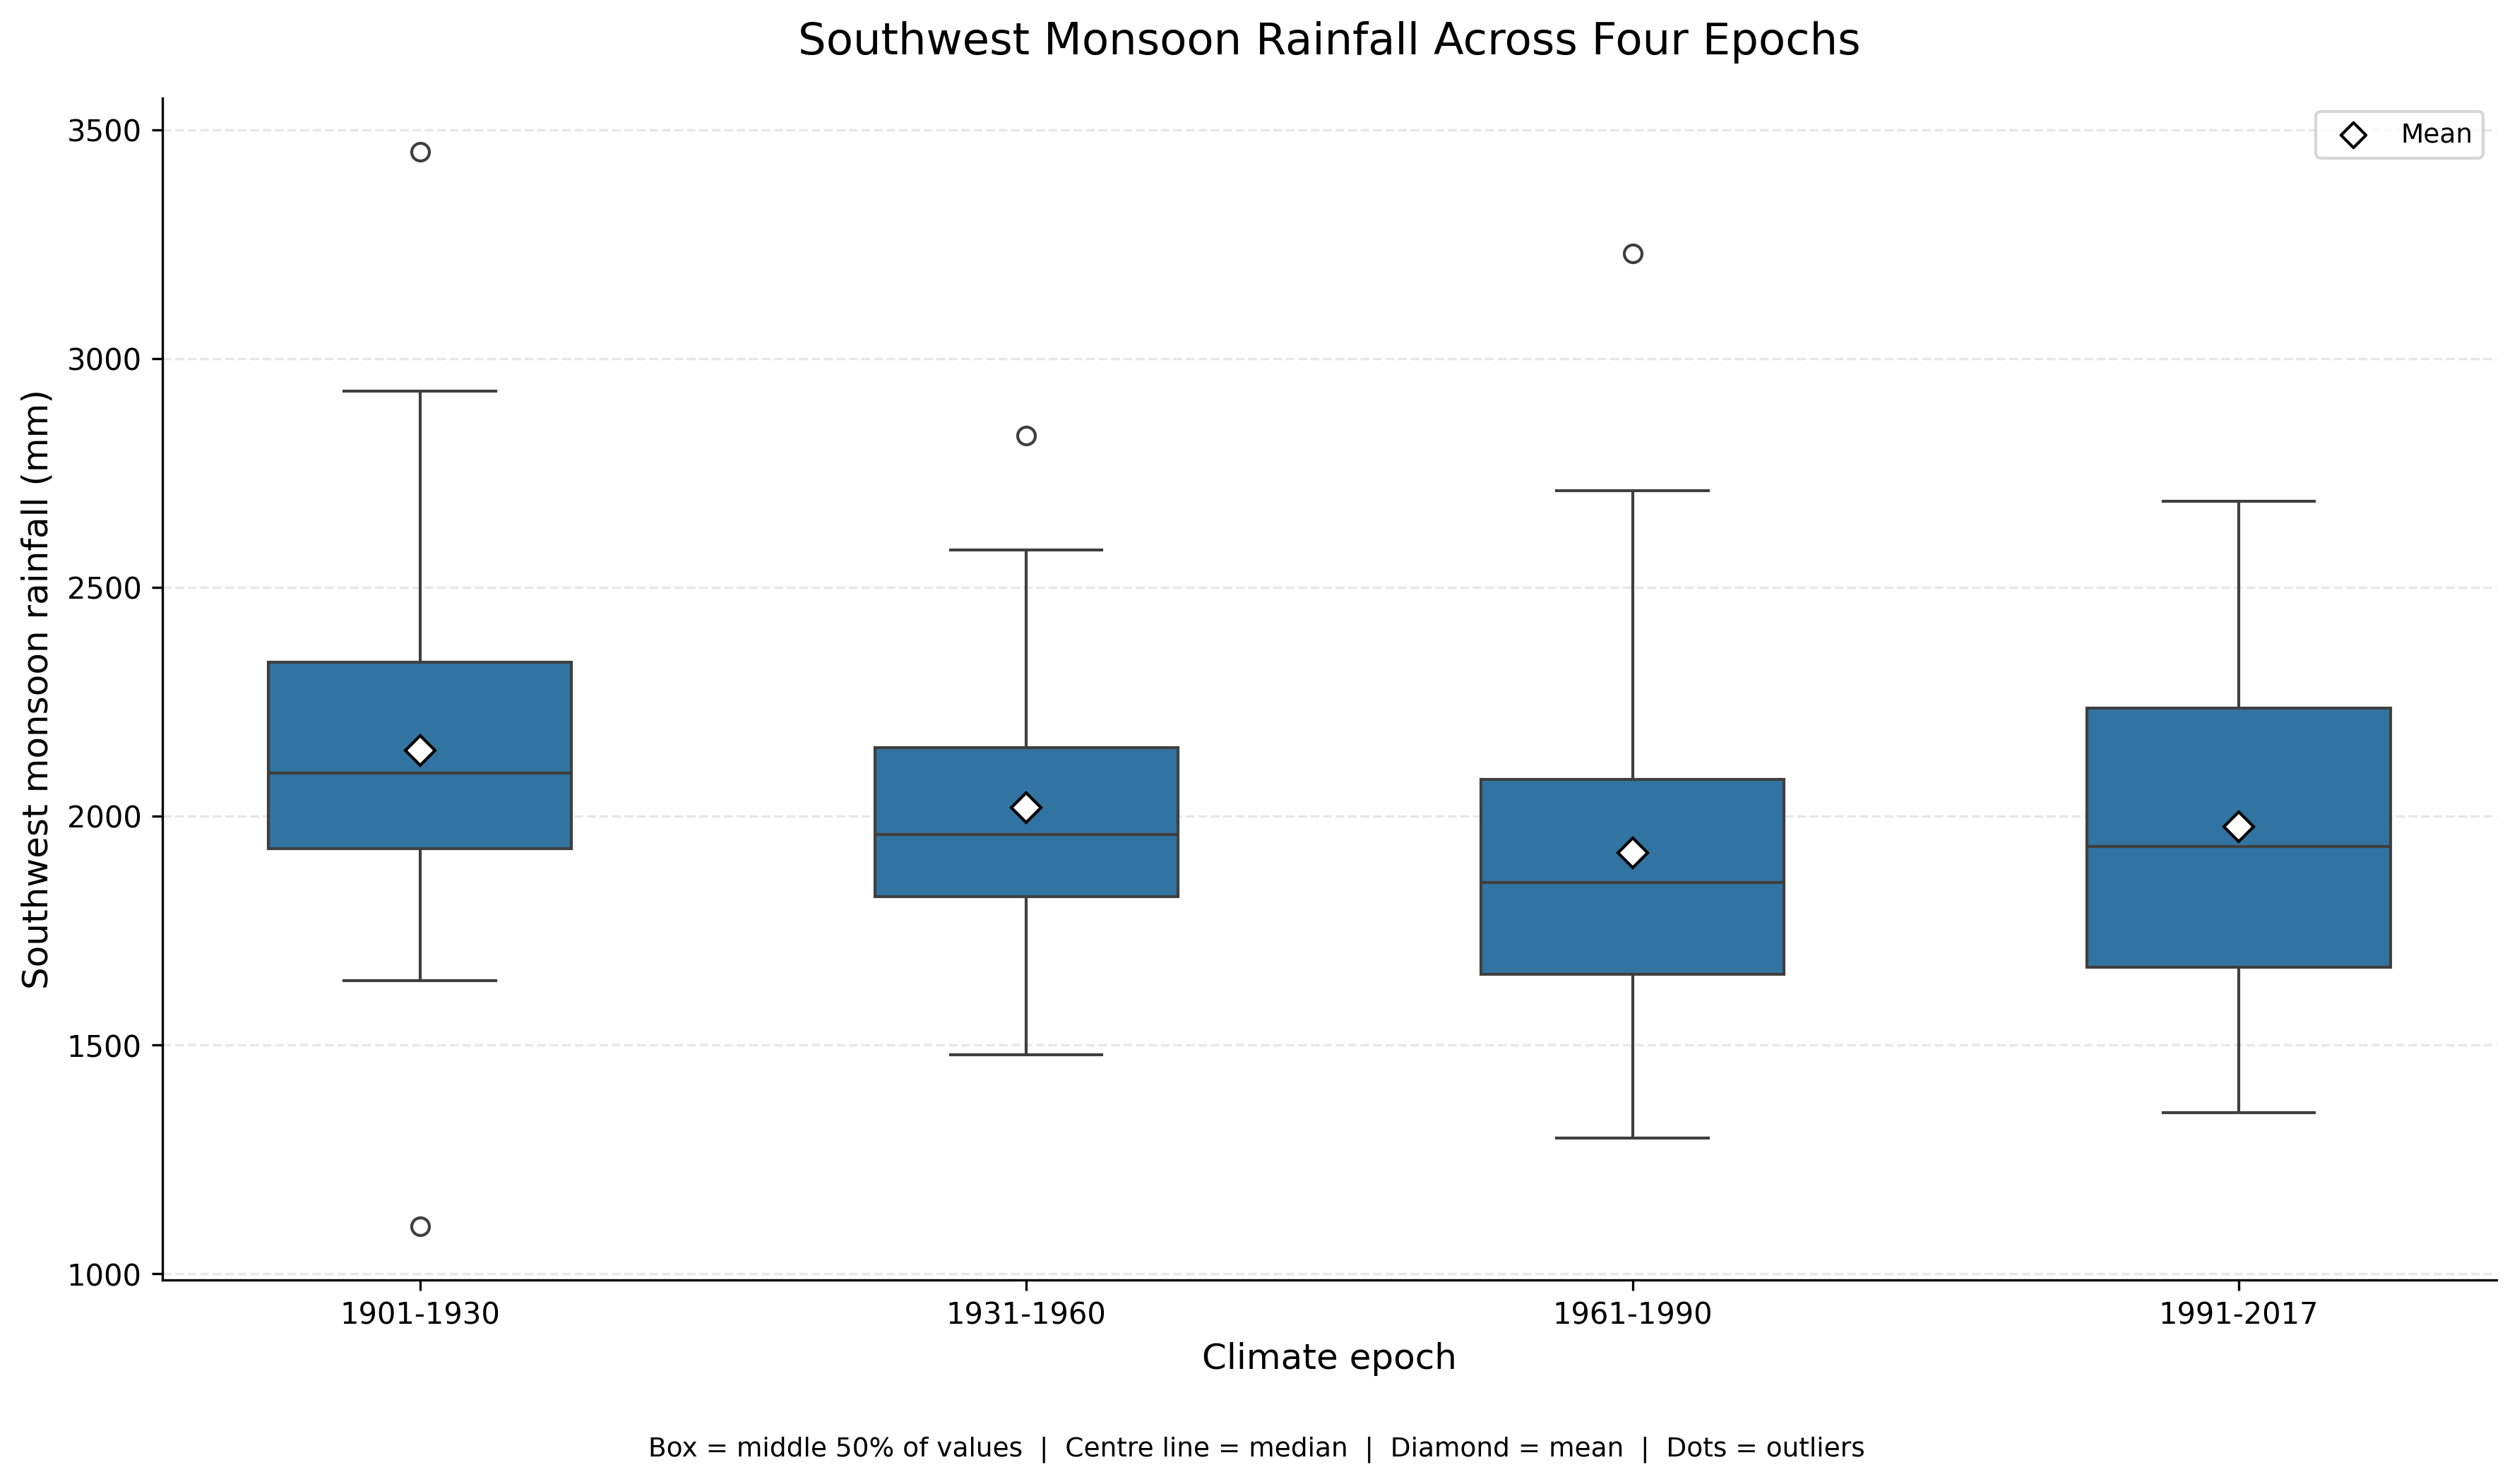 Southwest Monsoon Rainfall Across Four Epochs
Mean
Southwest monsoon rainfall (mm)
3500
3000
2500
2000
1500
1000
1901-1930 1931-1960 1961-1990 1991-2017
Climate epoch
Box = middle 50% of values | Centre line = median | Diamond = mean | Dots = outliers